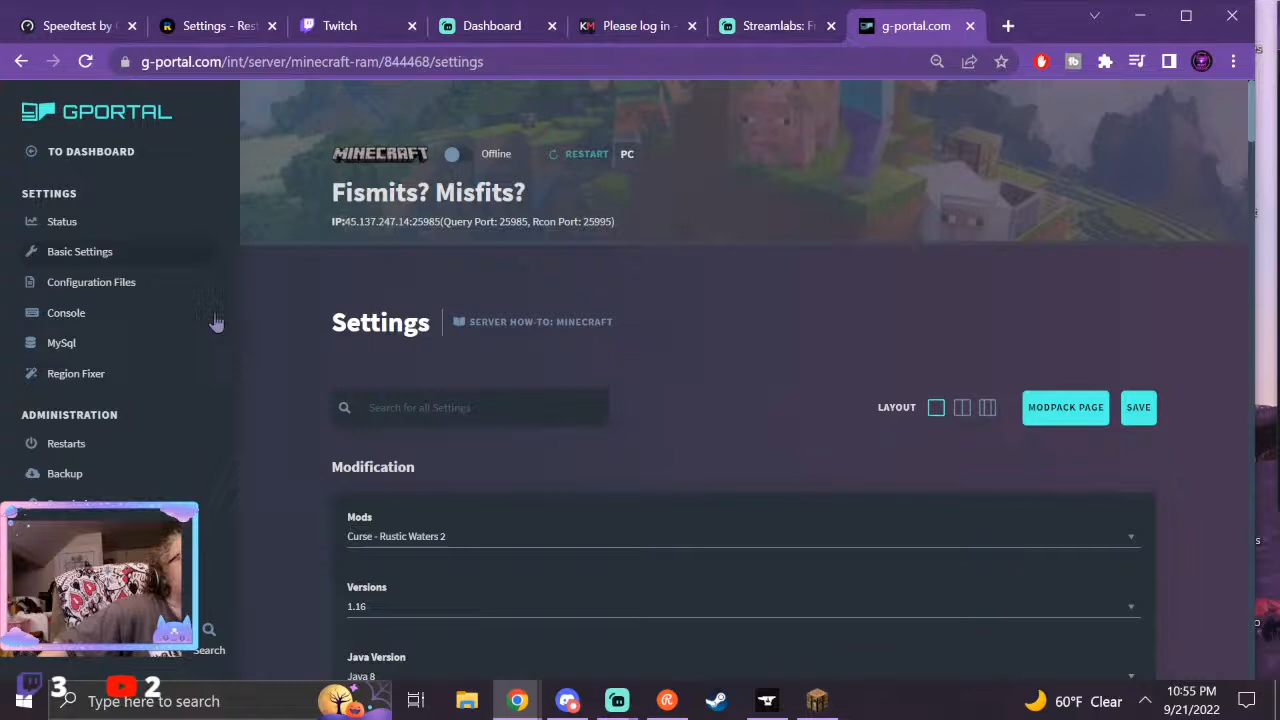 Speedtest by
Settings - Rest
Twitch
Dashboard
KM Please log in -
Streamlabs: F
g-portal.com
g-portal.com/int/server/minecraft-ram/844468/settings
GPORTAL
TO DASHBOARD
SETTINGS
Status
Basic Settings
Configuration Files
Console
MySql
Region Fixer
ADMINISTRATION
Restarts
Backup
Search
MINECRAFT
Offline
RESTART
PC
Fismits? Misfits?
IP:45.137.247.14:25985(Query Port: 25985, Rcon Port: 25995)
Settings
SERVER HOW-TO: MINECRAFT
Search for all Settings
LAYOUT
MODPACK PAGE
SAVE
Modification
Mods
Curse - Rustic Waters 2
Versions
1.16
Java Version
Java 8
3
2
Type here to search
60°F Clear
10:55 PM
9/21/2022